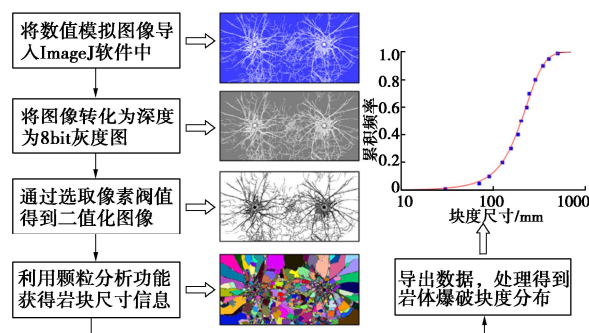 将数值模拟图像导
入ImageJ软件中
将图像转化为深度
为8bit灰度图
通过选取像素阀值
得到二值化图像
利用颗粒分析功能
获得岩块尺寸信息
1.0
0.8
0.6
0.4
0.2
0
累积频率
10 100 1000
块度尺寸/mm
导出数据，处理得到
岩体爆破块度分布